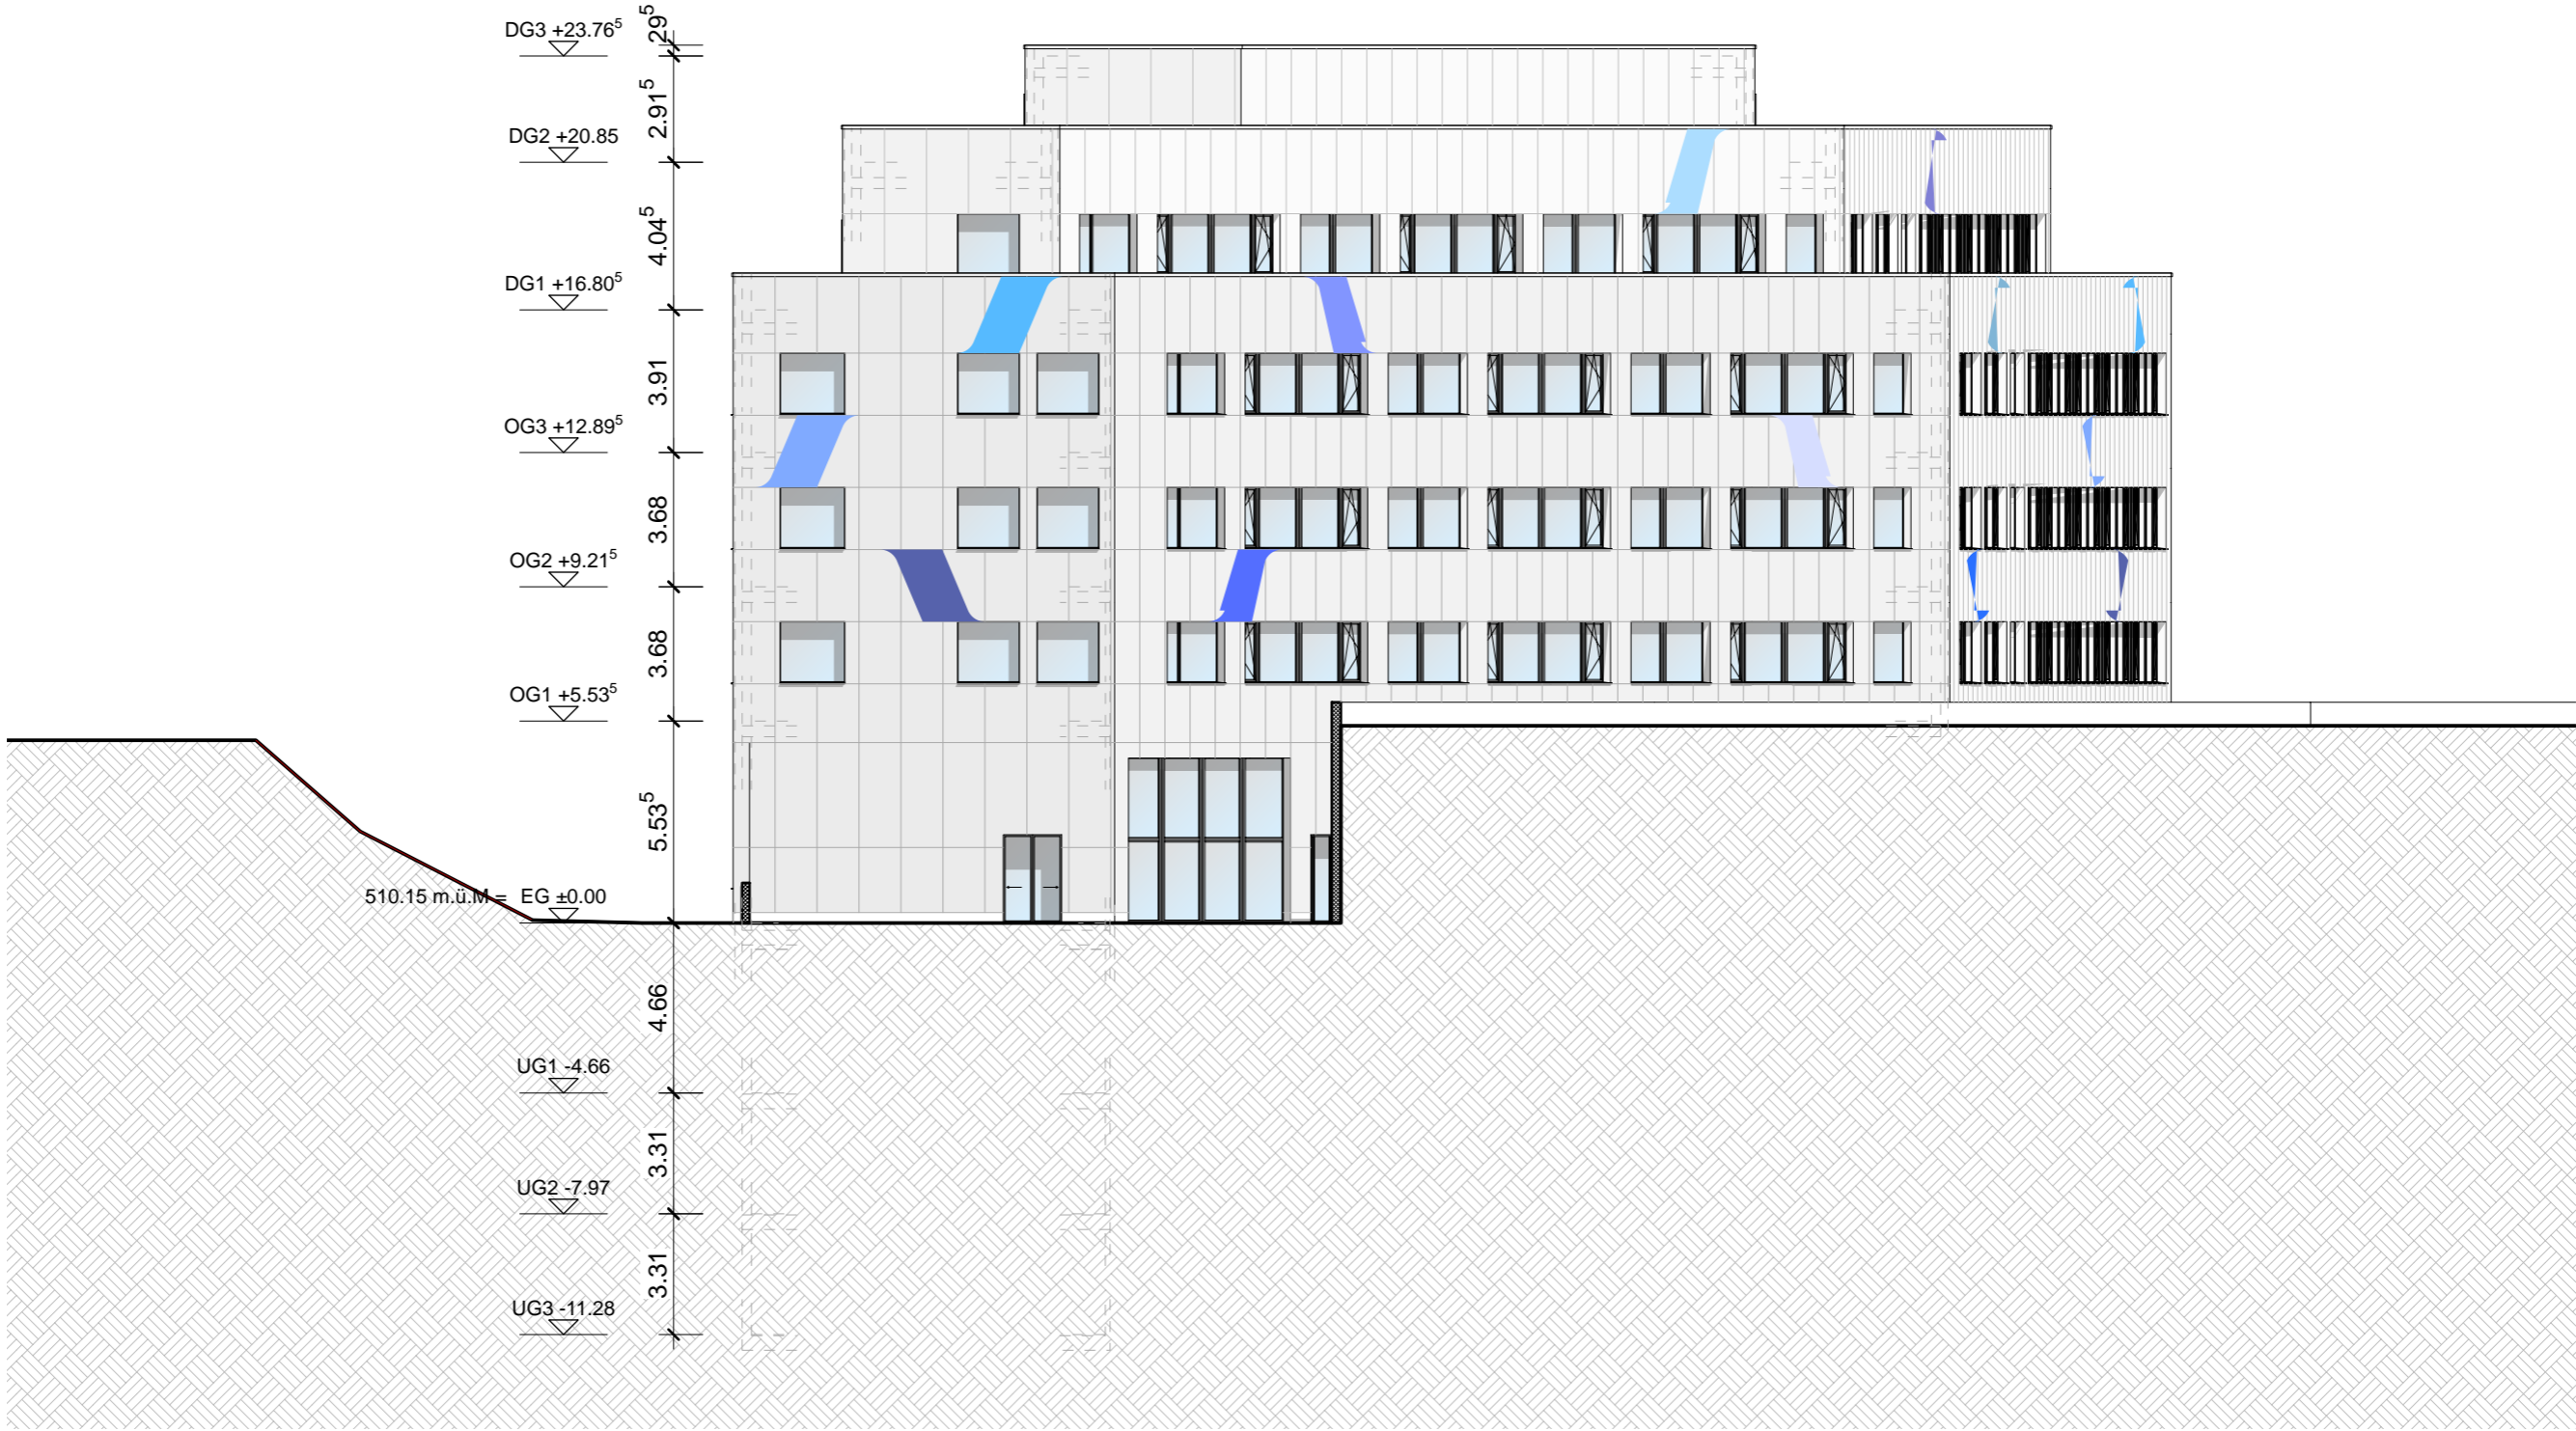 DG3 +23.76⁵
29⁵
2.91⁵
DG2 +20.85
4.04⁵
DG1 +16.80⁵
3.91
OG3 +12.89⁵
3.68
OG2 +9.21⁵
3.68
OG1 +5.53⁵
5.53⁵
510.15 m.ü.M = EG ±0.00
4.66
UG1 -4.66
3.31
UG2 -7.97
3.31
UG3 -11.28